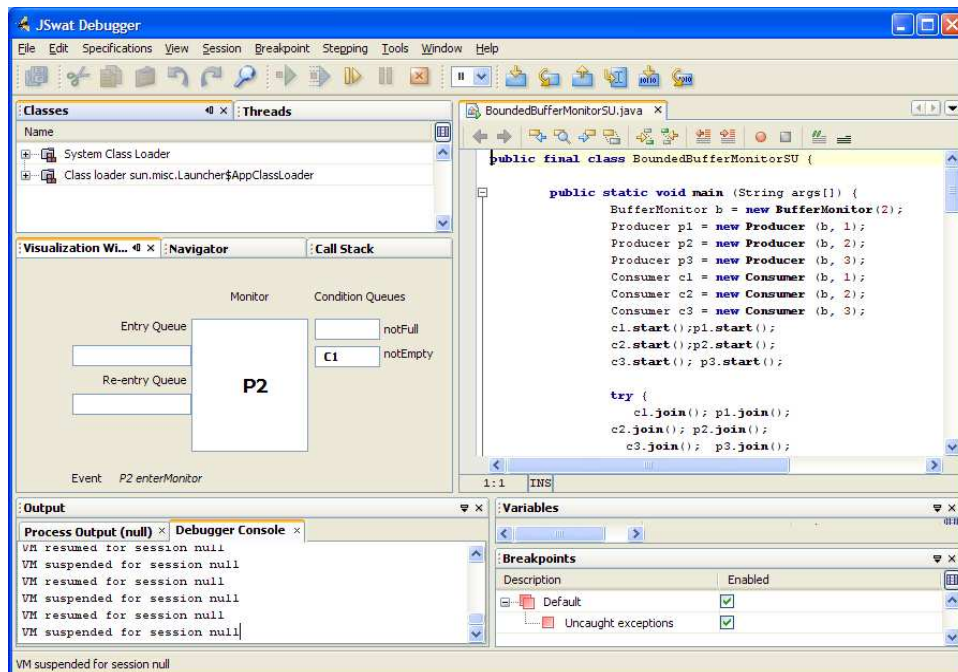 JSwat Debugger
File Edit Specifications View Session Breakpoint Stepping Tools Window Help
Classes Threads
Name
System Class Loader
Class loader sun.misc.Launcher$AppClassLoader
Visualization Wi... Navigator Call Stack
Monitor Condition Queues
Entry Queue
notFull
C1 notEmpty
Re-entry Queue
P2
Event P2 enterMonitor
BoundedBufferMonitorSU.java
public final class BoundedBufferMonitorSU {
public static void main (String args[]) {
BufferMonitor b = new BufferMonitor(2);
Producer p1 = new Producer (b, 1);
Producer p2 = new Producer (b, 2);
Producer p3 = new Producer (b, 3);
Consumer c1 = new Consumer (b, 1);
Consumer c2 = new Consumer (b, 2);
Consumer c3 = new Consumer (b, 3);
c1.start();p1.start();
c2.start();p2.start();
c3.start(); p3.start();
try {
c1.join(); p1.join();
c2.join(); p2.join();
c3.join(); p3.join();
1:1 INS
Output
Process Output (null) Debugger Console
VM resumed for session null
VM suspended for session null
VM resumed for session null
VM suspended for session null
VM resumed for session null
VM suspended for session null
Variables
Breakpoints
Description Enabled
Default
Uncaught exceptions
VM suspended for session null